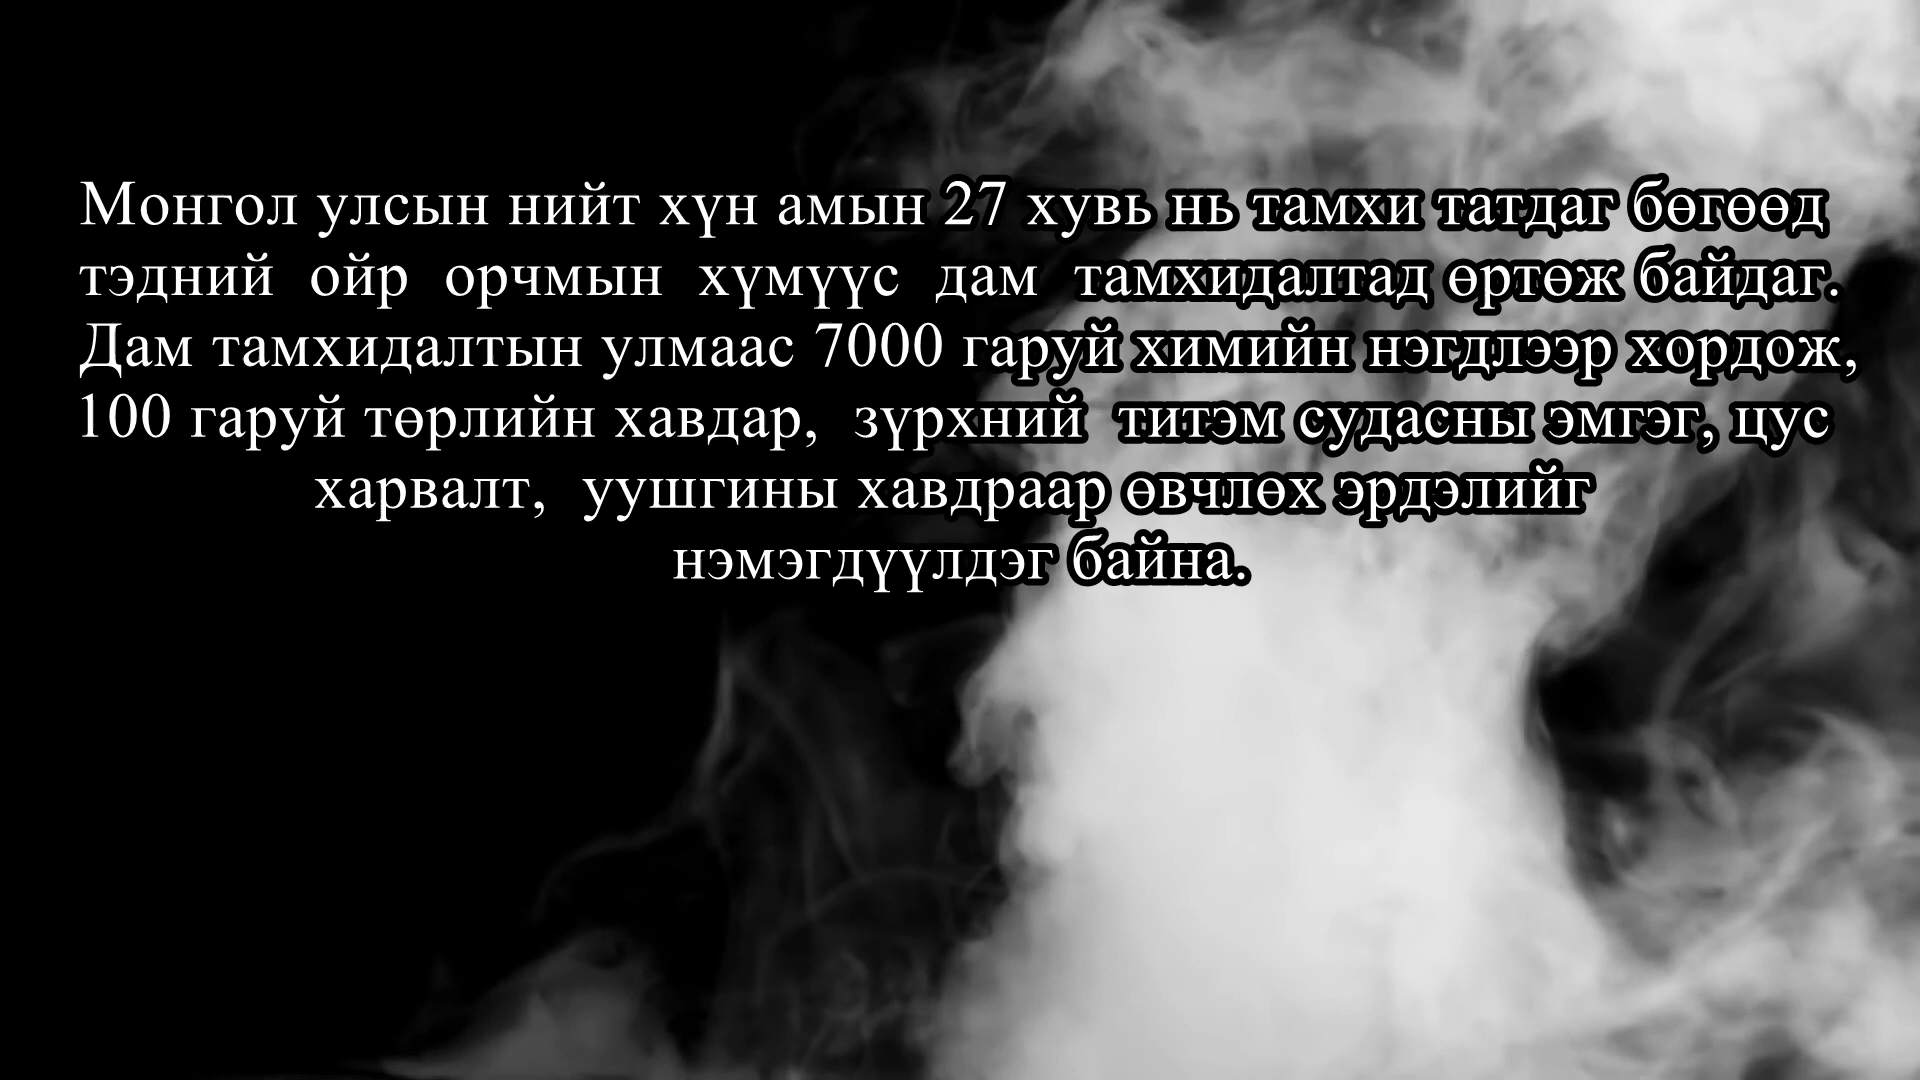 Монгол улсын нийт хүн амын 27 хувь нь тамхи татдаг бөгөөд
тэдний ойр орчмын хүмүүс дам тамхидалтад өртөж байдаг.
Дам тамхидалтын улмаас 7000 гаруй химийн нэгдлээр хордож,
100 гаруй төрлийн хавдар, зүрхний титэм судасны эмгэг, цус
харвалт, уушгины хавдраар өвчлөх эрдэлийг
нэмэгдүүлдэг байна.